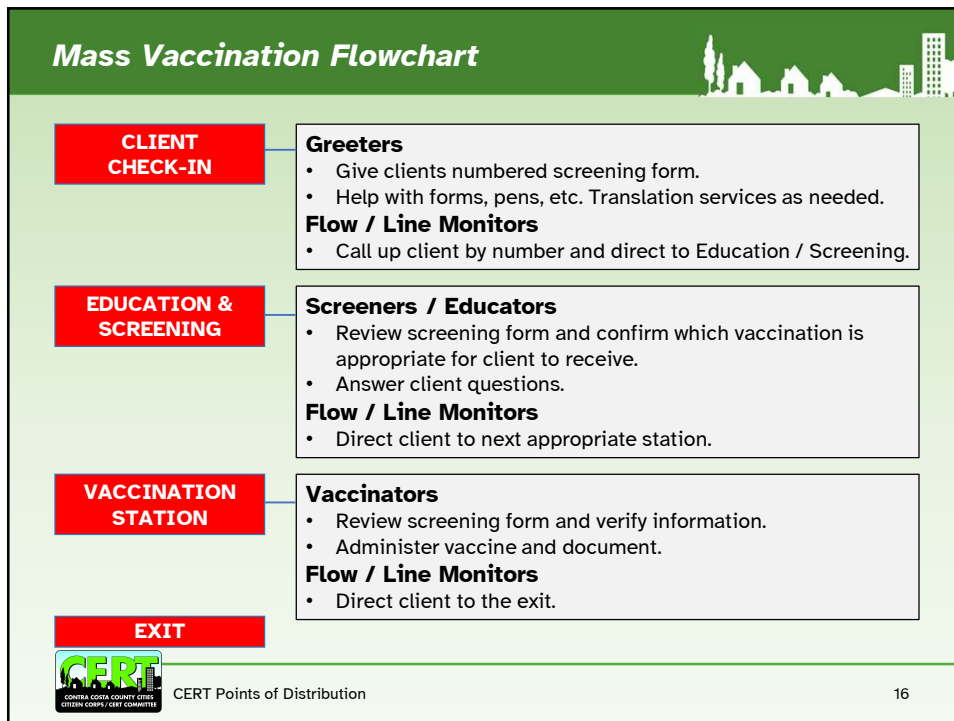 Mass Vaccination Flowchart
CLIENT
CHECK-IN
Greeters
• Give clients numbered screening form.
• Help with forms, pens, etc. Translation services as needed.
Flow / Line Monitors
• Call up client by number and direct to Education / Screening.
EDUCATION &
SCREENING
Screeners / Educators
• Review screening form and confirm which vaccination is
appropriate for client to receive.
• Answer client questions.
Flow / Line Monitors
• Direct client to next appropriate station.
VACCINATION
STATION
Vaccinators
• Review screening form and verify information.
• Administer vaccine and document.
Flow / Line Monitors
• Direct client to the exit.
EXIT
CERT
CONTRA COSTA COUNTY CITIES
CITIZEN CORPS / CERT COMMITTEE
CERT Points of Distribution
16